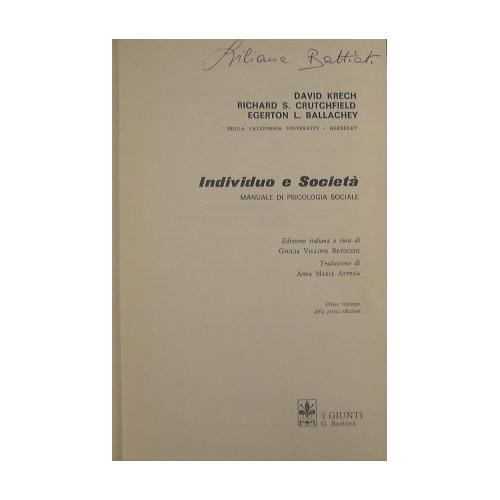 Liliana Battiati
DAVID KRECH
RICHARD S. CRUTCHFIELD
EGERTON L. BALLACHEY
DELLA CALIFORNIA UNIVERSITY - BERKELEY
Individuo e Società
MANUALE DI PSICOLOGIA SOCIALE
Edizione italiana a cura di
GIULIA VILLONE BETOCCHI
Traduzione di
ANNA MARIA ASPREA
Prima ristampa
della prima edizione
GIUNTI
G. Barbèra